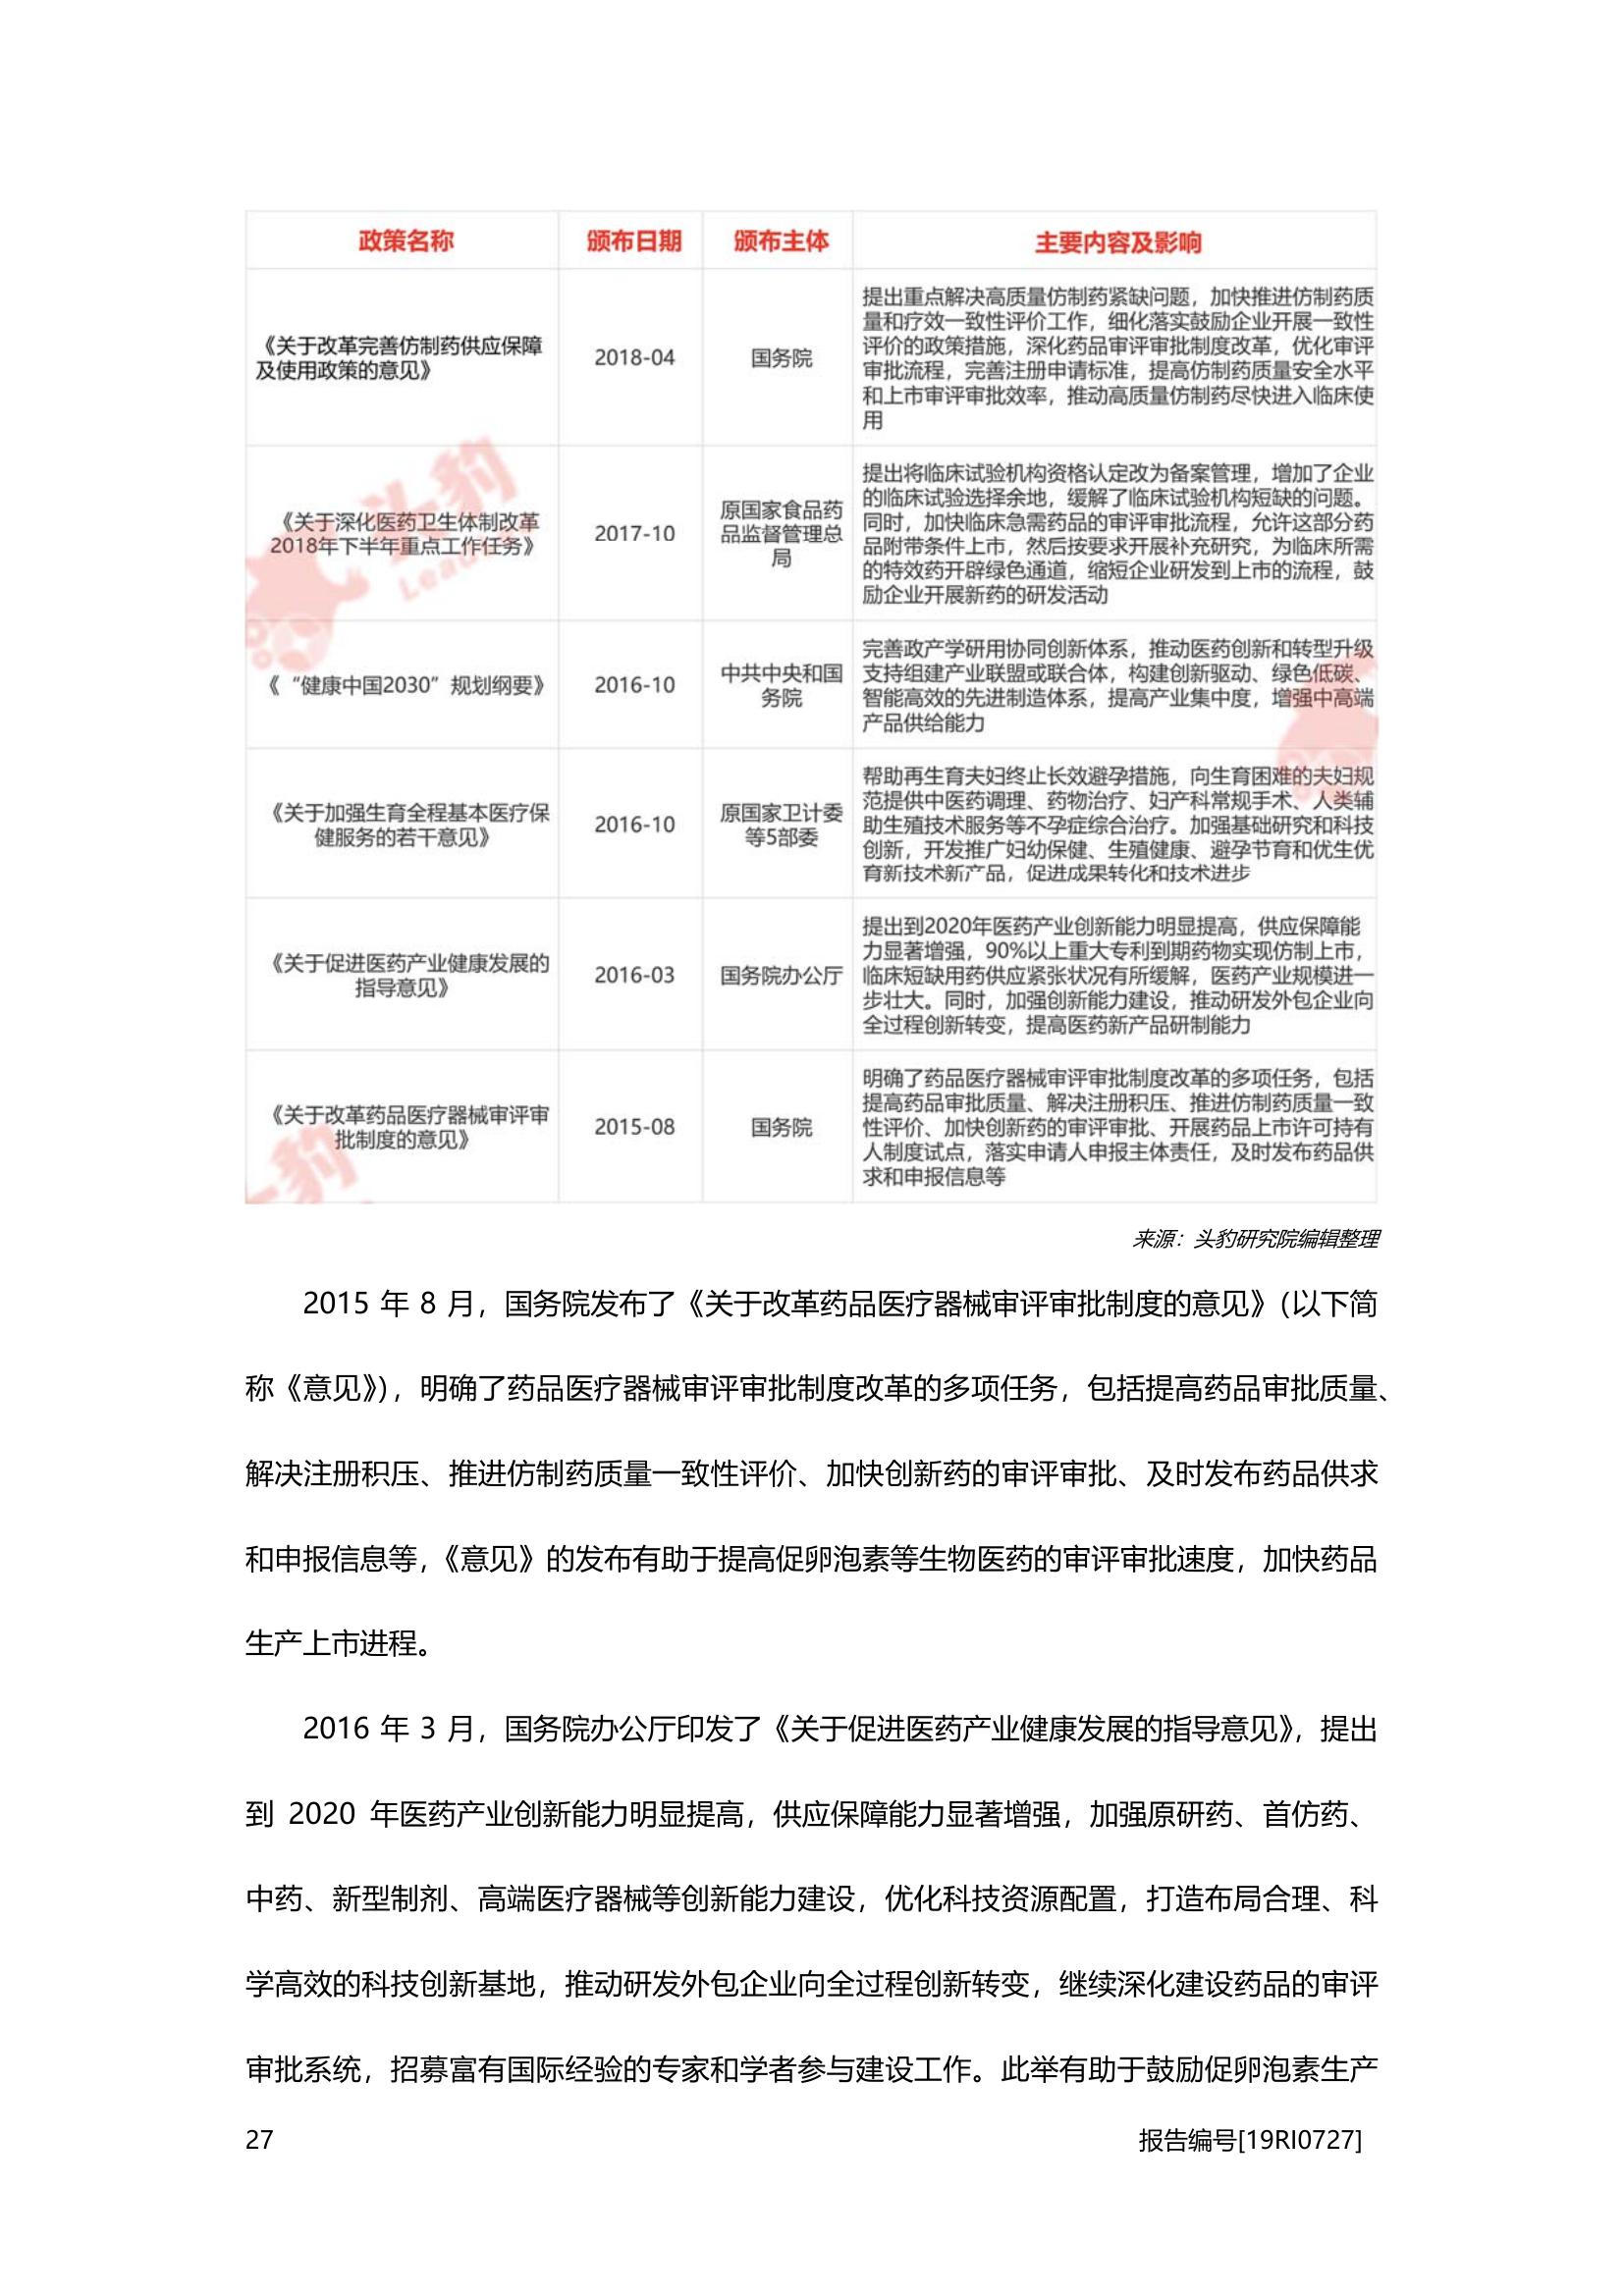 政策名称 颁布日期 颁布主体 主要内容及影响
《关于改革完善仿制药供应保障
及使用政策的意见》
2018-04
国务院
提出重点解决高质量仿制药紧缺问题，加快推进仿制药质
量和疗效一致性评价工作，细化落实鼓励企业开展一致性
评价的政策措施，深化药品审评审批制度改革，优化审评
审批流程，完善注册申请标准，提高仿制药质量安全水平
和上市审评审批效率，推动高质量仿制药尽快进入临床使
用
《关于深化医药卫生体制改革
2018年下半年重点工作任务》
2017-10
原国家食品药
品监督管理总
局
提出将临床试验机构资格认定改为备案管理，增加了企业
的临床试验选择余地，缓解了临床试验机构短缺的问题。
同时，加快临床急需药品的审评审批流程，允许这部分药
品附带条件上市，然后按要求开展补充研究，为临床所需
的特效药开辟绿色通道，缩短企业研发到上市的流程，鼓
励企业开展新药的研发活动
《“健康中国2030”规划纲要》
2016-10
中共中央和国
务院
完善政产学研用协同创新体系，推动医药创新和转型升级
支持组建产业联盟或联合体，构建创新驱动、绿色低碳、
智能高效的先进制造体系，提高产业集中度，增强中高端
产品供给能力
《关于加强生育全程基本医疗保
健服务的若干意见》
2016-10
原国家卫计委
等5部委
帮助再生育夫妇终止长效避孕措施，向生育困难的夫妇规
范提供中医药调理、药物治疗、妇产科常规手术、人类辅
助生殖技术服务等不孕症综合治疗。加强基础研究和科技
创新，开发推广妇幼保健、生殖健康、避孕节育和优生优
育新技术新产品，促进成果转化和技术进步
《关于促进医药产业健康发展的
指导意见》
2016-03
国务院办公厅
提出到2020年医药产业创新能力明显提高，供应保障能
力显著增强，90%以上重大专利到期药物实现仿制上市，
临床短缺用药供应紧张状况有所缓解，医药产业规模进一
步壮大。同时，加强创新能力建设，推动研发外包企业向
全过程创新转变，提高医药新产品研制能力
《关于改革药品医疗器械审评审
批制度的意见》
2015-08
国务院
明确了药品医疗器械审评审批制度改革的多项任务，包括
提高药品审批质量、解决注册积压、推进仿制药质量一致
性评价、加快创新药的审评审批、开展药品上市许可持有
人制度试点，落实申请人申报主体责任，及时发布药品供
求和申报信息等
头豹
来源：头豹研究院编辑整理
2015 年 8 月，国务院发布了《关于改革药品医疗器械审评审批制度的意见》(以下简
称《意见》)，明确了药品医疗器械审评审批制度改革的多项任务，包括提高药品审批质量、
解决注册积压、推进仿制药质量一致性评价、加快创新药的审评审批、及时发布药品供求
和申报信息等，《意见》的发布有助于提高促卵泡素等生物医药的审评审批速度，加快药品
生产上市进程。
2016 年 3 月，国务院办公厅印发了《关于促进医药产业健康发展的指导意见》，提出
到 2020 年医药产业创新能力明显提高，供应保障能力显著增强，加强原研药、首仿药、
中药、新型制剂、高端医疗器械等创新能力建设，优化科技资源配置，打造布局合理、科
学高效的科技创新基地，推动研发外包企业向全过程创新转变，继续深化建设药品的审评
审批系统，招募富有国际经验的专家和学者参与建设工作。此举有助于鼓励促卵泡素生产
27 报告编号[19RI0727]